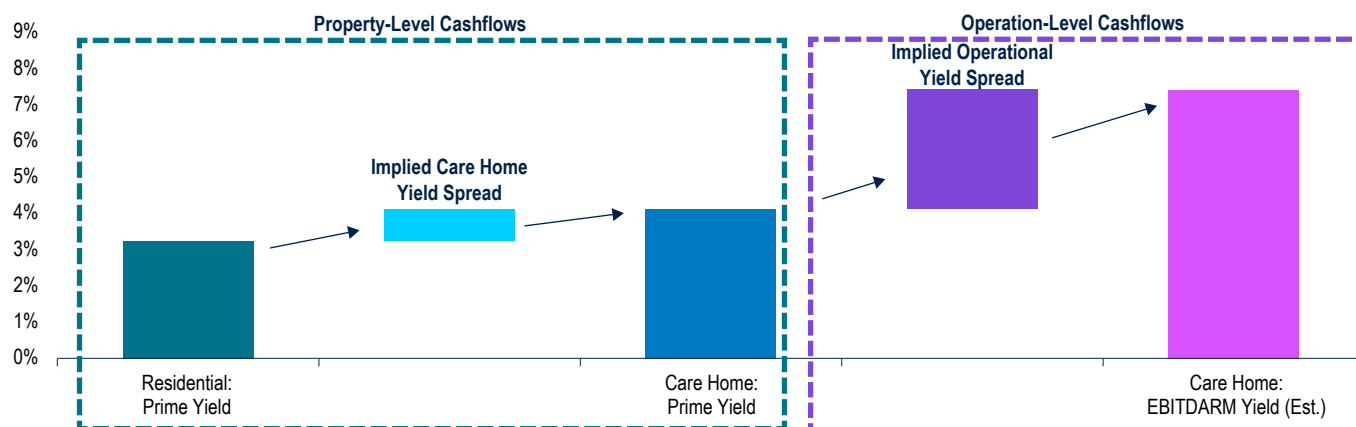 Property-Level Cashflows
Operation-Level Cashflows
9%
8%
7%
6%
5%
4%
3%
2%
1%
0%
Implied Care Home
Yield Spread
Implied Operational
Yield Spread
Residential:
Prime Yield
Care Home:
Prime Yield
Care Home:
EBITDARM Yield (Est.)